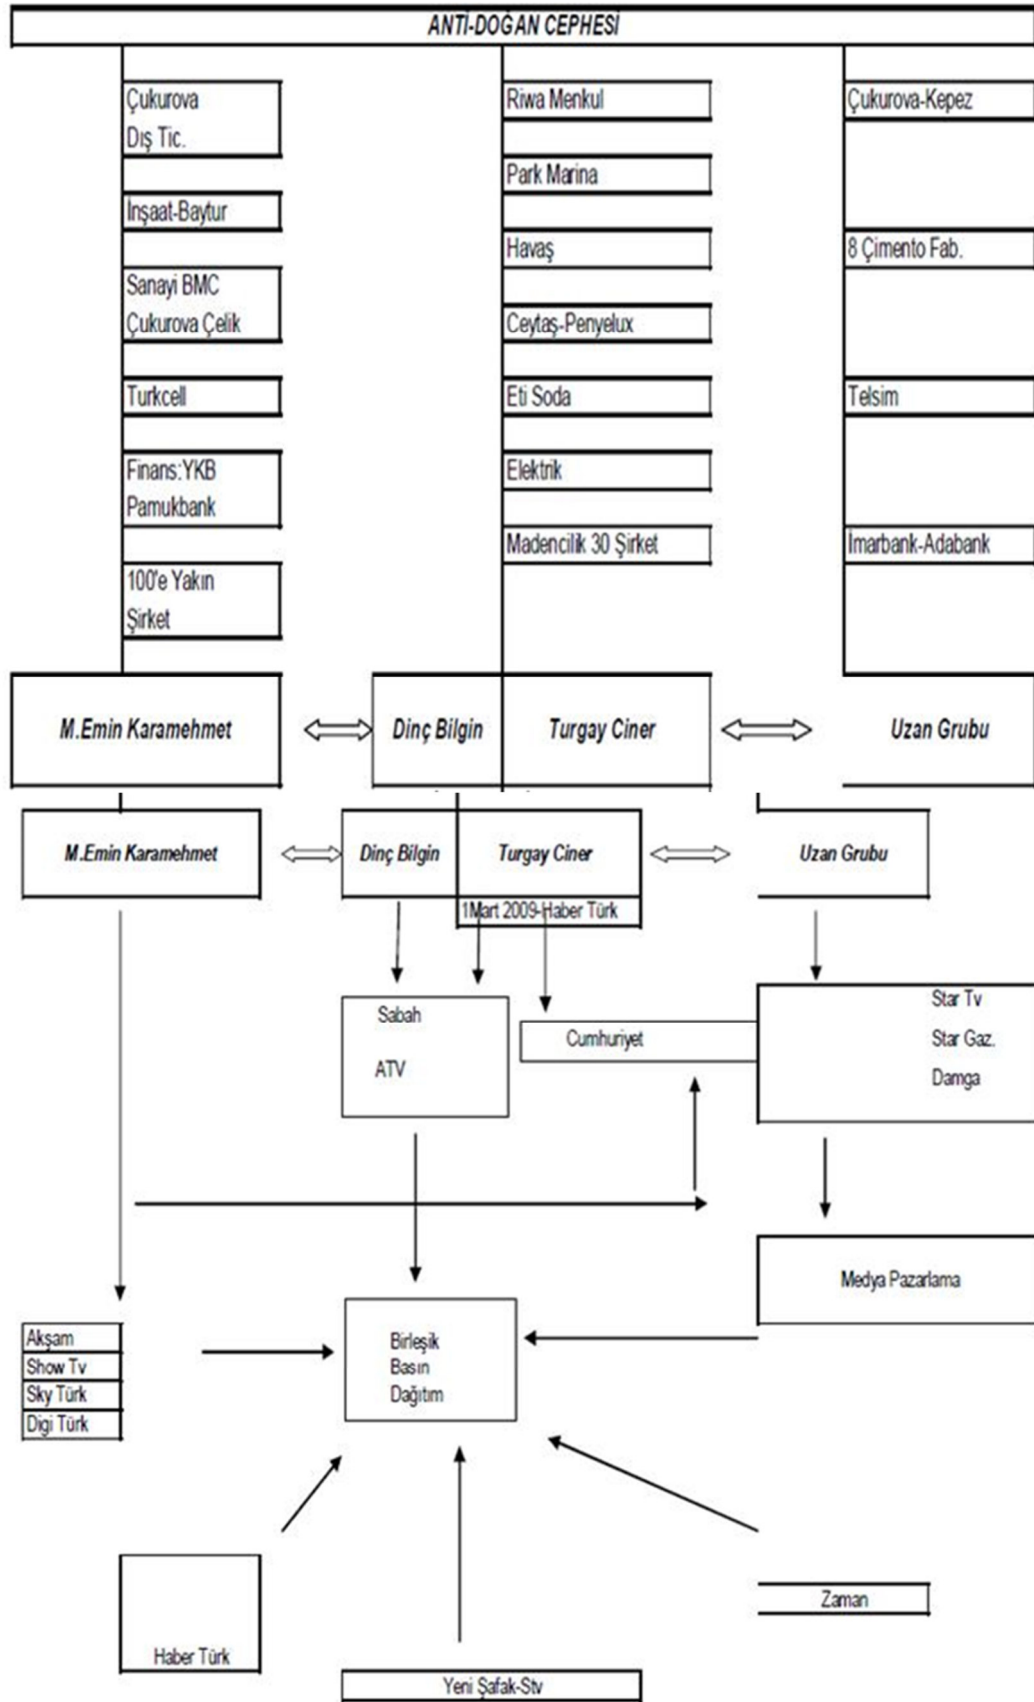 ANTİ-DOĞAN CEPHESİ
Çukurova
Dış Tic.
İnşaat-Baytur
Sanayi BMC
Çukurova Çelik
Turkcell
Finans:YKB
Pamukbank
100'e Yakın
Şirket
Riwa Menkul
Park Marina
Havaş
Ceytaş-Penyelux
Eti Soda
Elektrik
Madencilik 30 Şirket
Çukurova-Kepez
8 Çimento Fab.
Telsim
İmarbank-Adabank
M.Emin Karamehmet
Dinç Bilgin
Turgay Ciner
Uzan Grubu
M.Emin Karamehmet
Dinç Bilgin
Turgay Ciner
Uzan Grubu
1Mart 2009-Haber Türk
Sabah
ATV
Cumhuriyet
Star Tv
Star Gaz.
Damga
Medya Pazarlama
Akşam
Show Tv
Sky Türk
Digi Türk
Birleşik
Basın
Dağıtım
Haber Türk
Yeni Şafak-Stv
Zaman